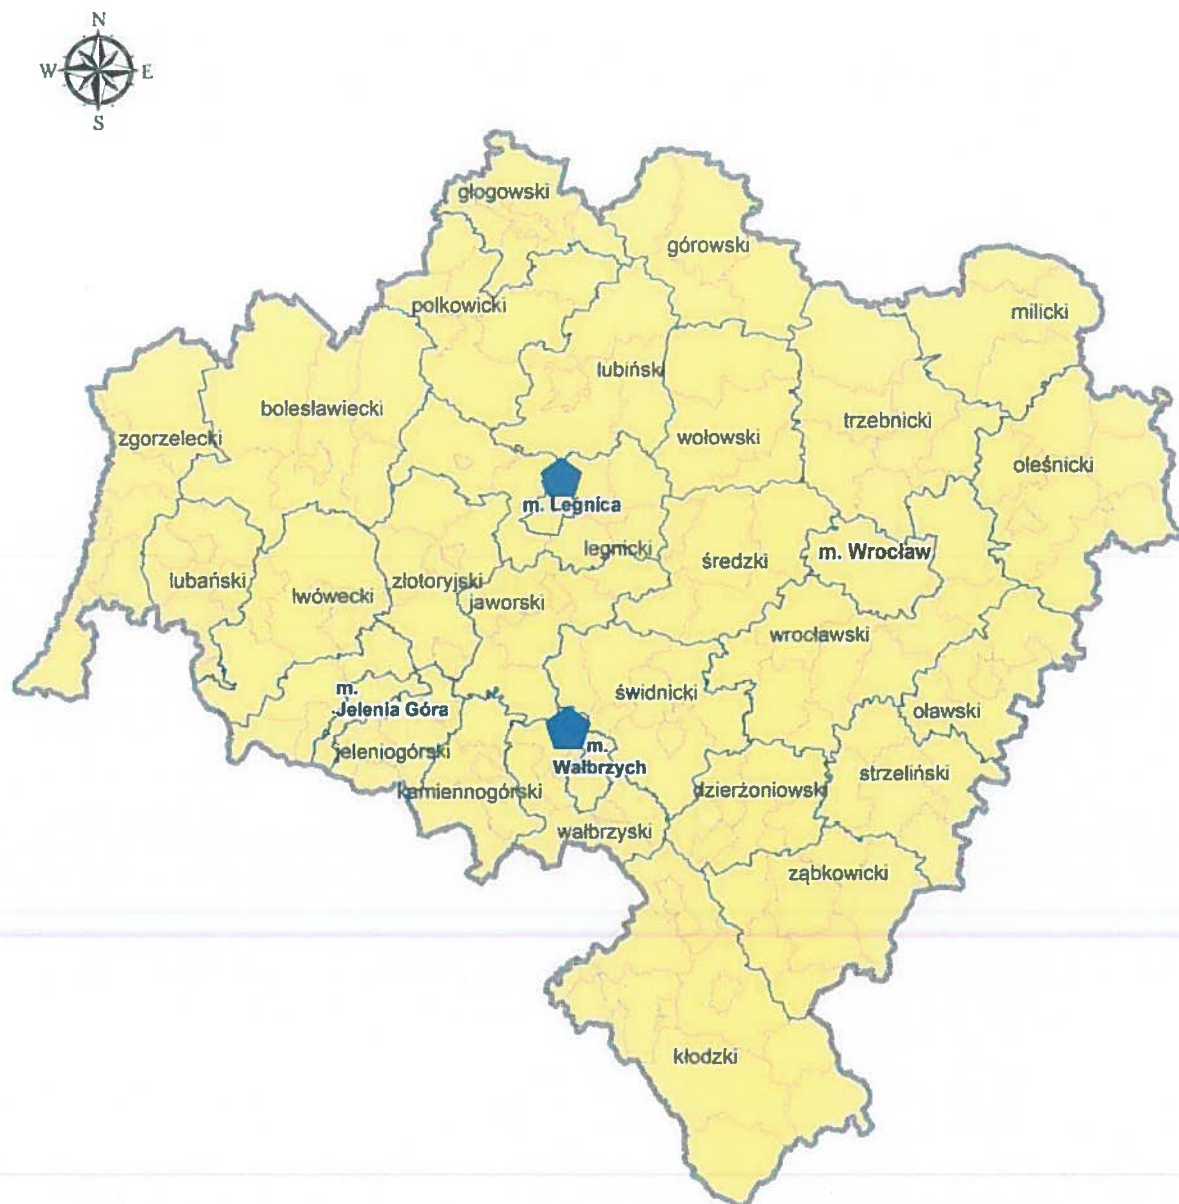 N
W E
S
głogowski
górowski
milicki
polkowicki
lubiński
bolesławiecki
trzebnicki
zgorzelecki
wołowski
oleśnicki
m. Legnica
legnicki
m. Wrocław
średzki
lubański
złotoryjski
lwówecki
jaworski
wrocławski
m.
Jelenia Góra
świdnicki
oławski
jeleniogórski
m.
Wałbrzych
strzeliński
kamiennogórski
dzierżoniowski
wałbrzyski
ząbkowicki
kłodzki